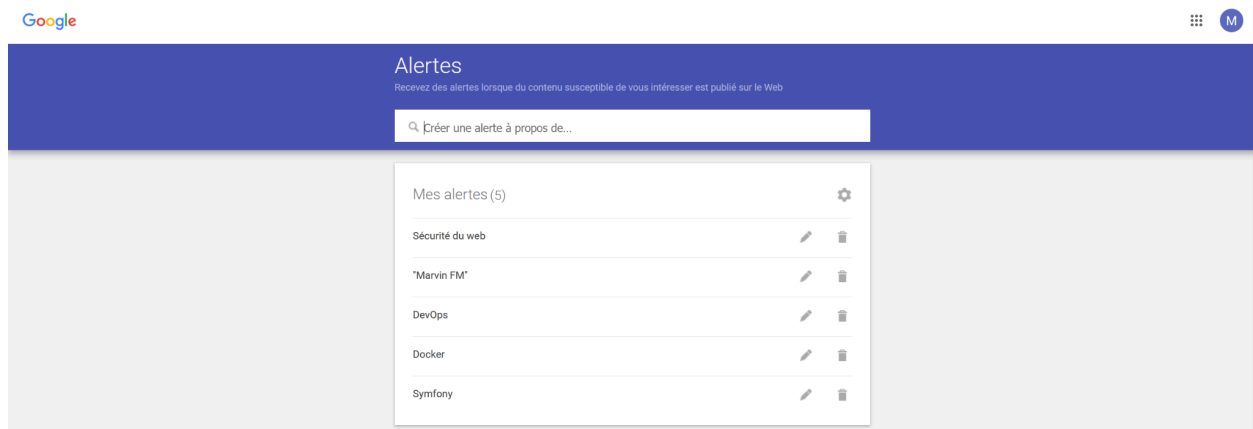 Google
M
Alertes
Recevez des alertes lorsque du contenu susceptible de vous intéresser est publié sur le Web
Créer une alerte à propos de...
Mes alertes (5)
Sécurité du web
"Marvin FM"
DevOps
Docker
Symfony